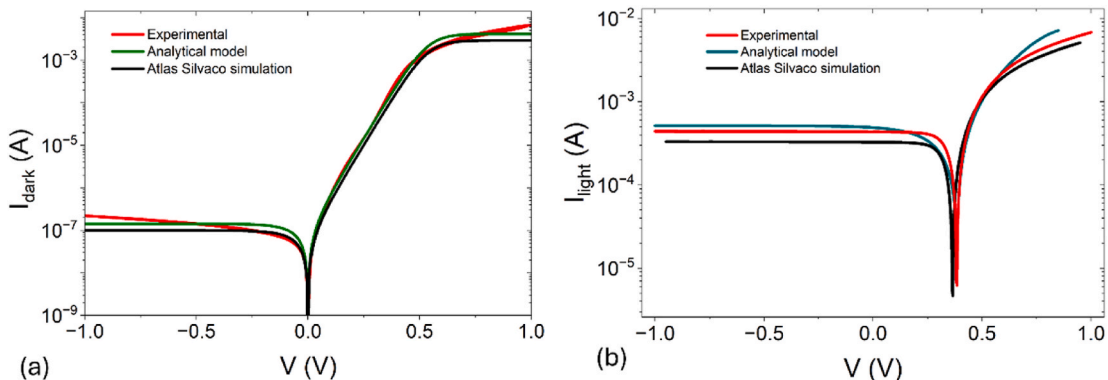 Experimental
Analytical model
Atlas Silvaco simulation
I_dark (A)
10⁻³
10⁻⁵
10⁻⁷
10⁻⁹
−1.0 −0.5 0.0 0.5 1.0
V (V)
(a)
Experimental
Analytical model
Atlas Silvaco simulation
I_light (A)
10⁻²
10⁻³
10⁻⁴
10⁻⁵
−1.0 −0.5 0.0 0.5 1.0
V (V)
(b)